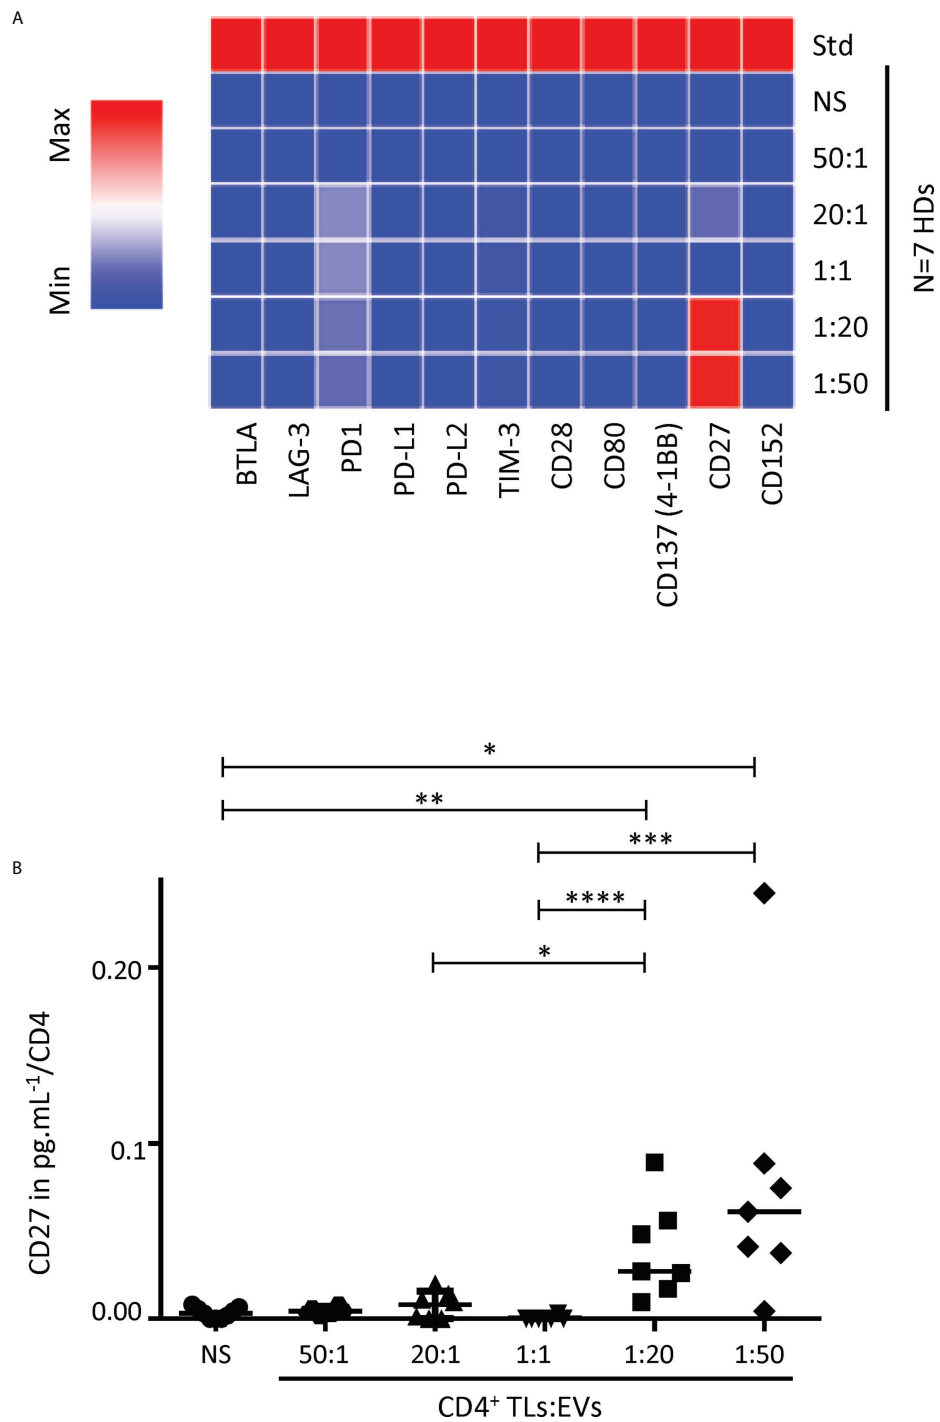 A
Max
Min
Std
NS
50:1
20:1
1:1
1:20
1:50
N=7 HDs
BTLA
LAG-3
PD1
PD-L1
PD-L2
TIM-3
CD28
CD80
CD137 (4-1BB)
CD27
CD152
*
**
***
B
****
*
0.20
0.1
0.00
CD27 in pg.mL⁻¹/CD4
NS 50:1 20:1 1:1 1:20 1:50
CD4⁺ TLs:EVs